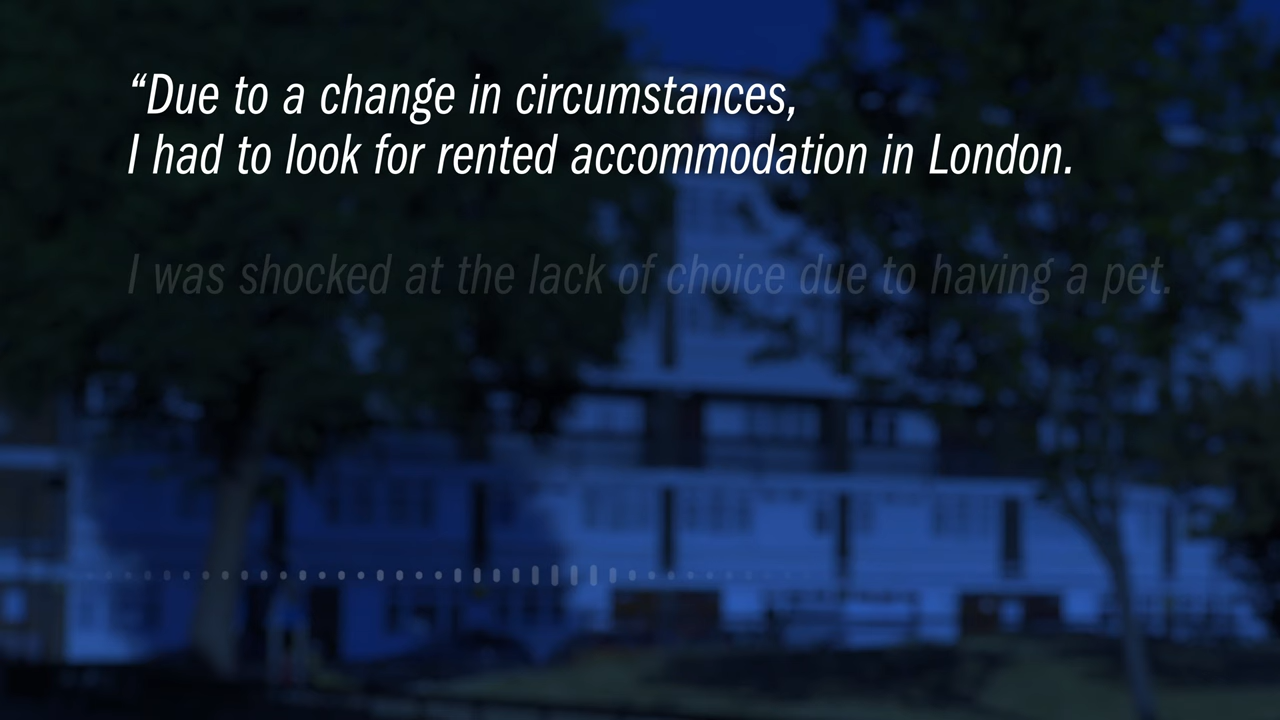 “Due to a change in circumstances,
I had to look for rented accommodation in London.
I was shocked at the lack of choice due to having a pet.